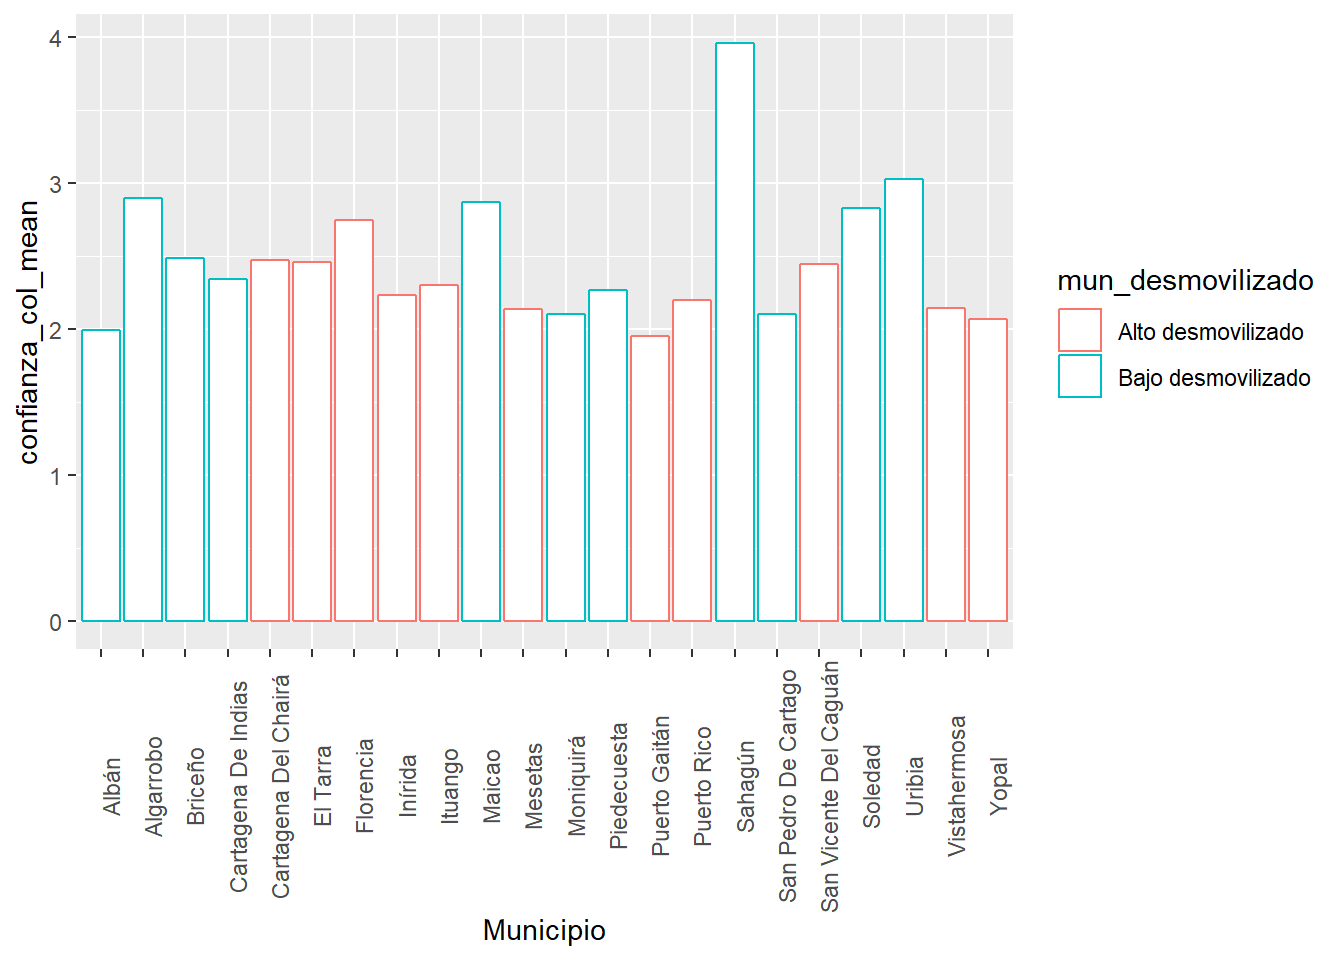 4
3
2
1
0
confianza_col_mean
Albán
Algarrobo
Briceño
Cartagena De Indias
Cartagena Del Chairá
El Tarra
Florencia
Inírida
Ituango
Maicao
Mesetas
Moniquirá
Piedecuesta
Puerto Gaitán
Puerto Rico
Sahagún
San Pedro De Cartago
San Vicente Del Caguán
Soledad
Uribia
Vistahermosa
Yopal
Municipio
mun_desmovilizado
Alto desmovilizado
Bajo desmovilizado